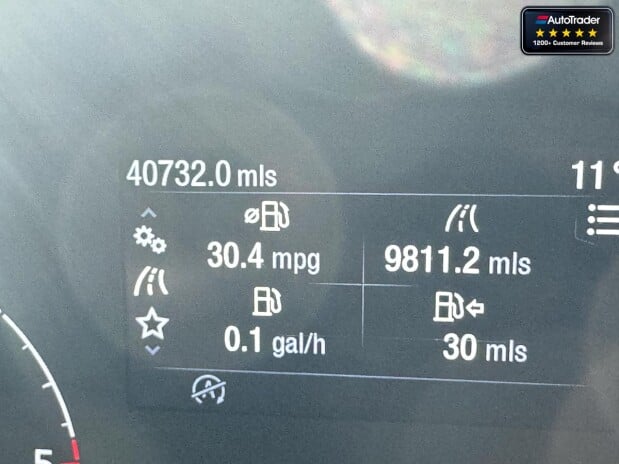 AutoTrader
1200+ Customer Reviews
40732.0 mls
11°
30.4 mpg
9811.2 mls
0.1 gal/h
30 mls
5